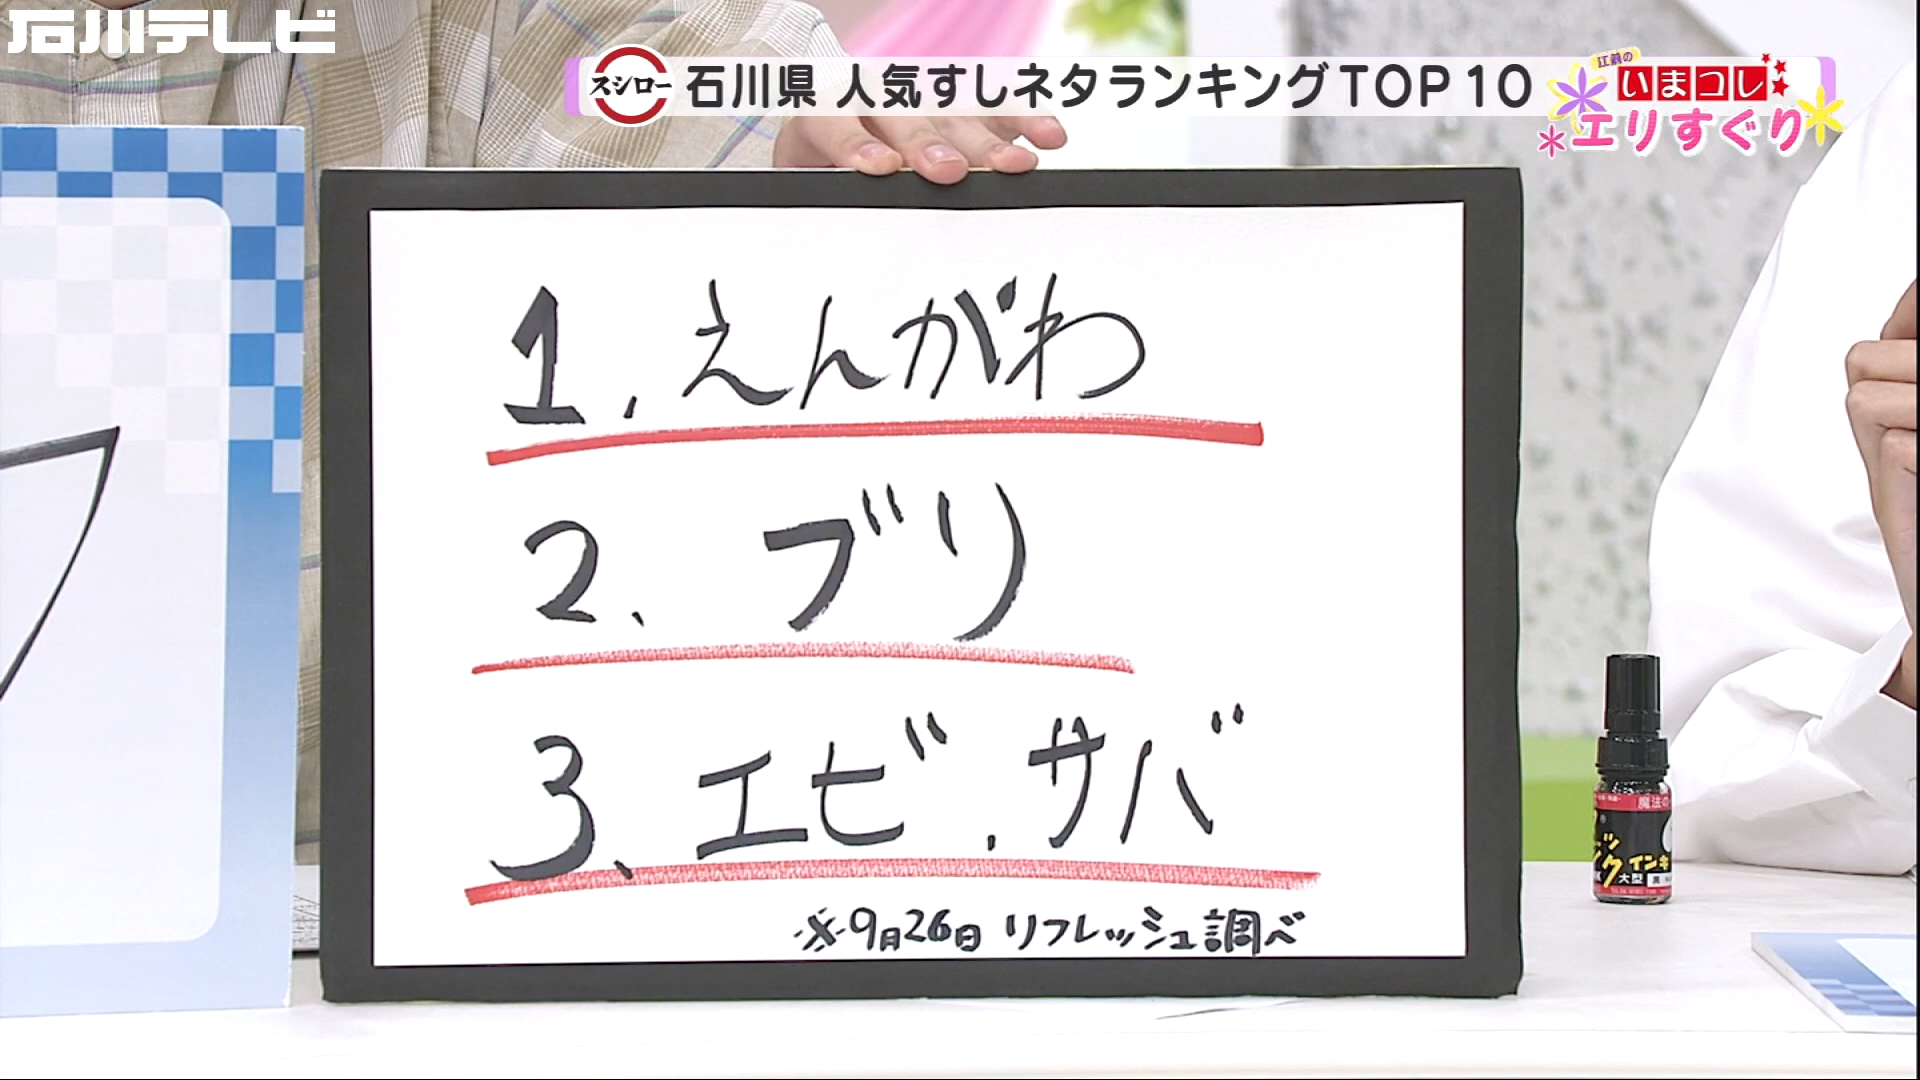 石川テレビ
スシロー 石川県 人気すしネタランキングTOP10
江莉の
いまコレ
エリすぐり
1. えんがわ
2. ブリ
3. エビ.サバ
※9月26日 リフレッシュ調べ
魔法の
インキ
大型 黒